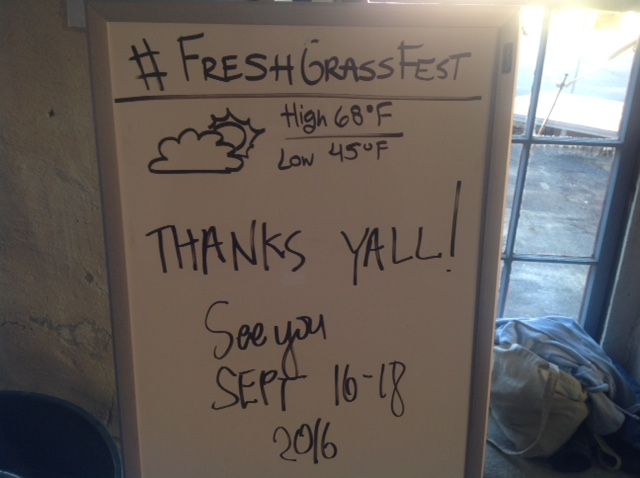 #FRESHGRASSFEST
High 68°F
Low 45°F
THANKS YALL!
See you
SEPT 16-18
2016